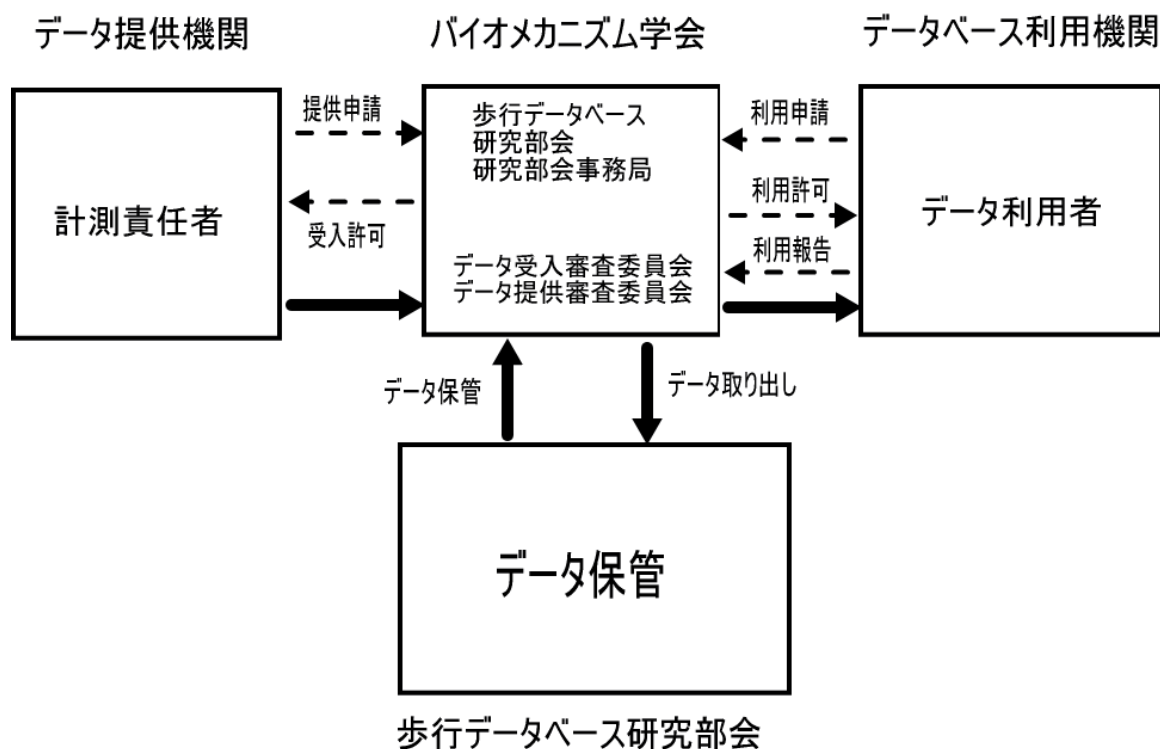 データ提供機関
バイオメカニズム学会
データベース利用機関
提供申請
歩行データベース
研究部会
研究部会事務局
利用申請
計測責任者
受入許可
利用許可
データ利用者
利用報告
データ受入審査委員会
データ提供審査委員会
データ保管
データ取り出し
データ保管
歩行データベース研究部会